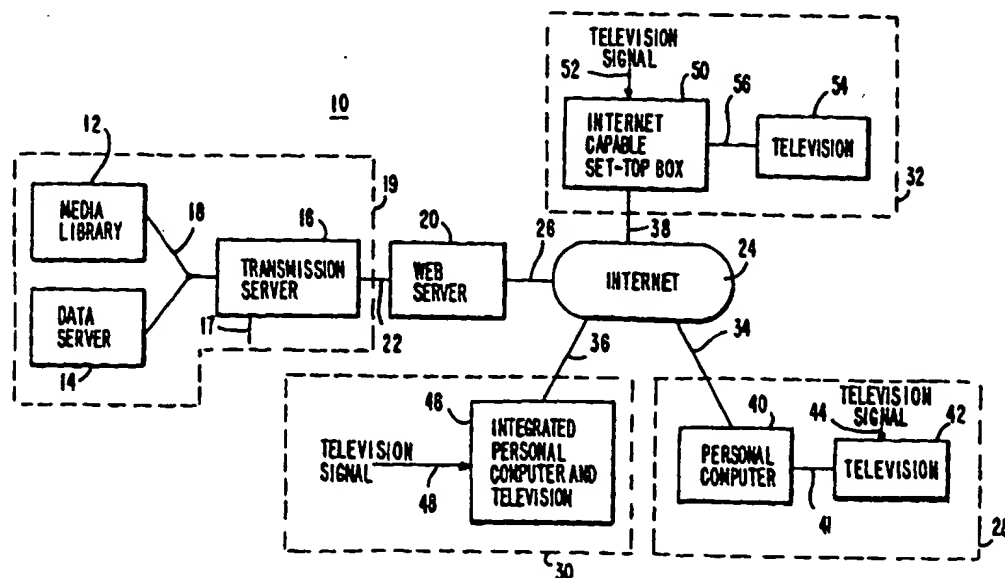 10
12
MEDIA
LIBRARY
18
DATA
SERVER
14
16
TRANSMISSION
SERVER
17
19
20
WEB
SERVER
22
26
INTERNET
24
TELEVISION
SIGNAL
52
50
INTERNET
CAPABLE
SET-TOP BOX
56
54
TELEVISION
32
38
36
34
46
INTEGRATED
PERSONAL
COMPUTER AND
TELEVISION
TELEVISION
SIGNAL
48
30
40
PERSONAL
COMPUTER
41
TELEVISION
SIGNAL
44
42
TELEVISION
28